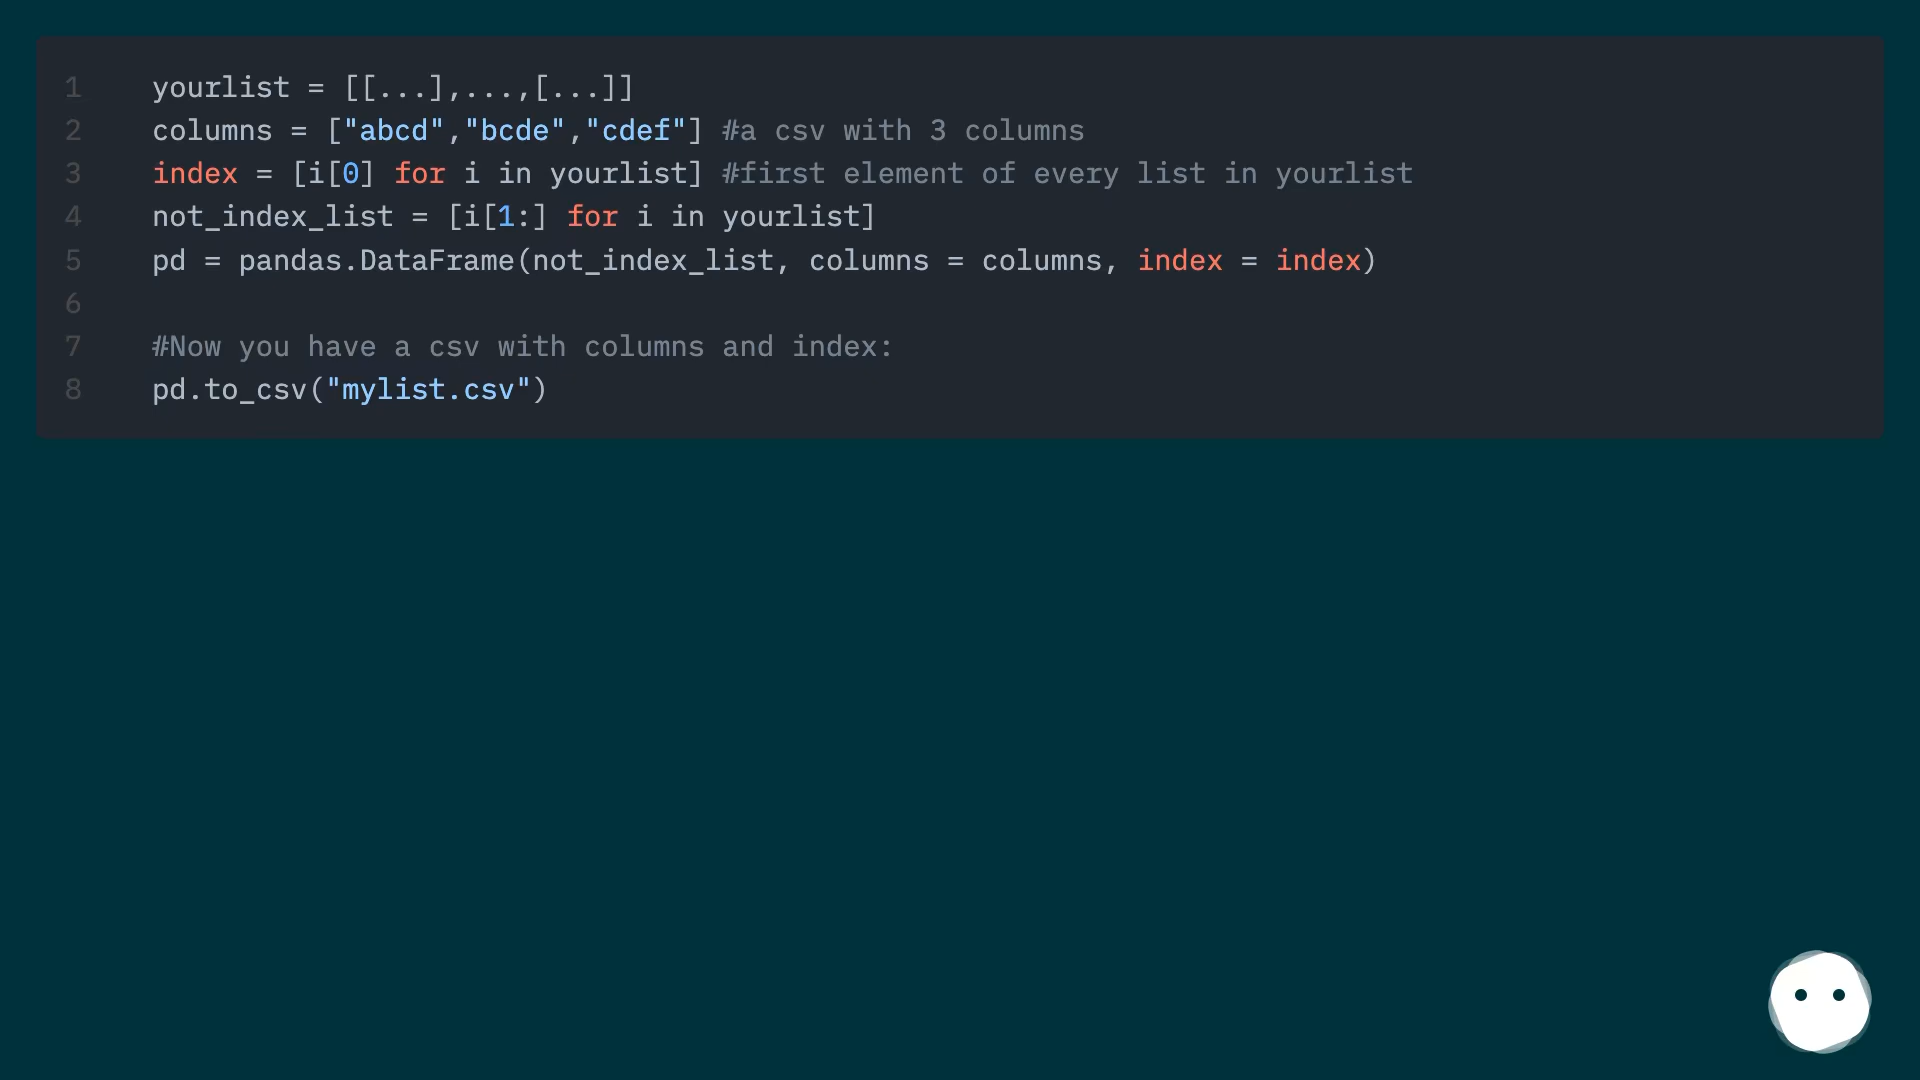 1 yourlist = [[...],...,[...]]
2 columns = ["abcd","bcde","cdef"] #a csv with 3 columns
3 index = [i[0] for i in yourlist] #first element of every list in yourlist
4 not_index_list = [i[1:] for i in yourlist]
5 pd = pandas.DataFrame(not_index_list, columns = columns, index = index)
6
7 #Now you have a csv with columns and index:
8 pd.to_csv("mylist.csv")